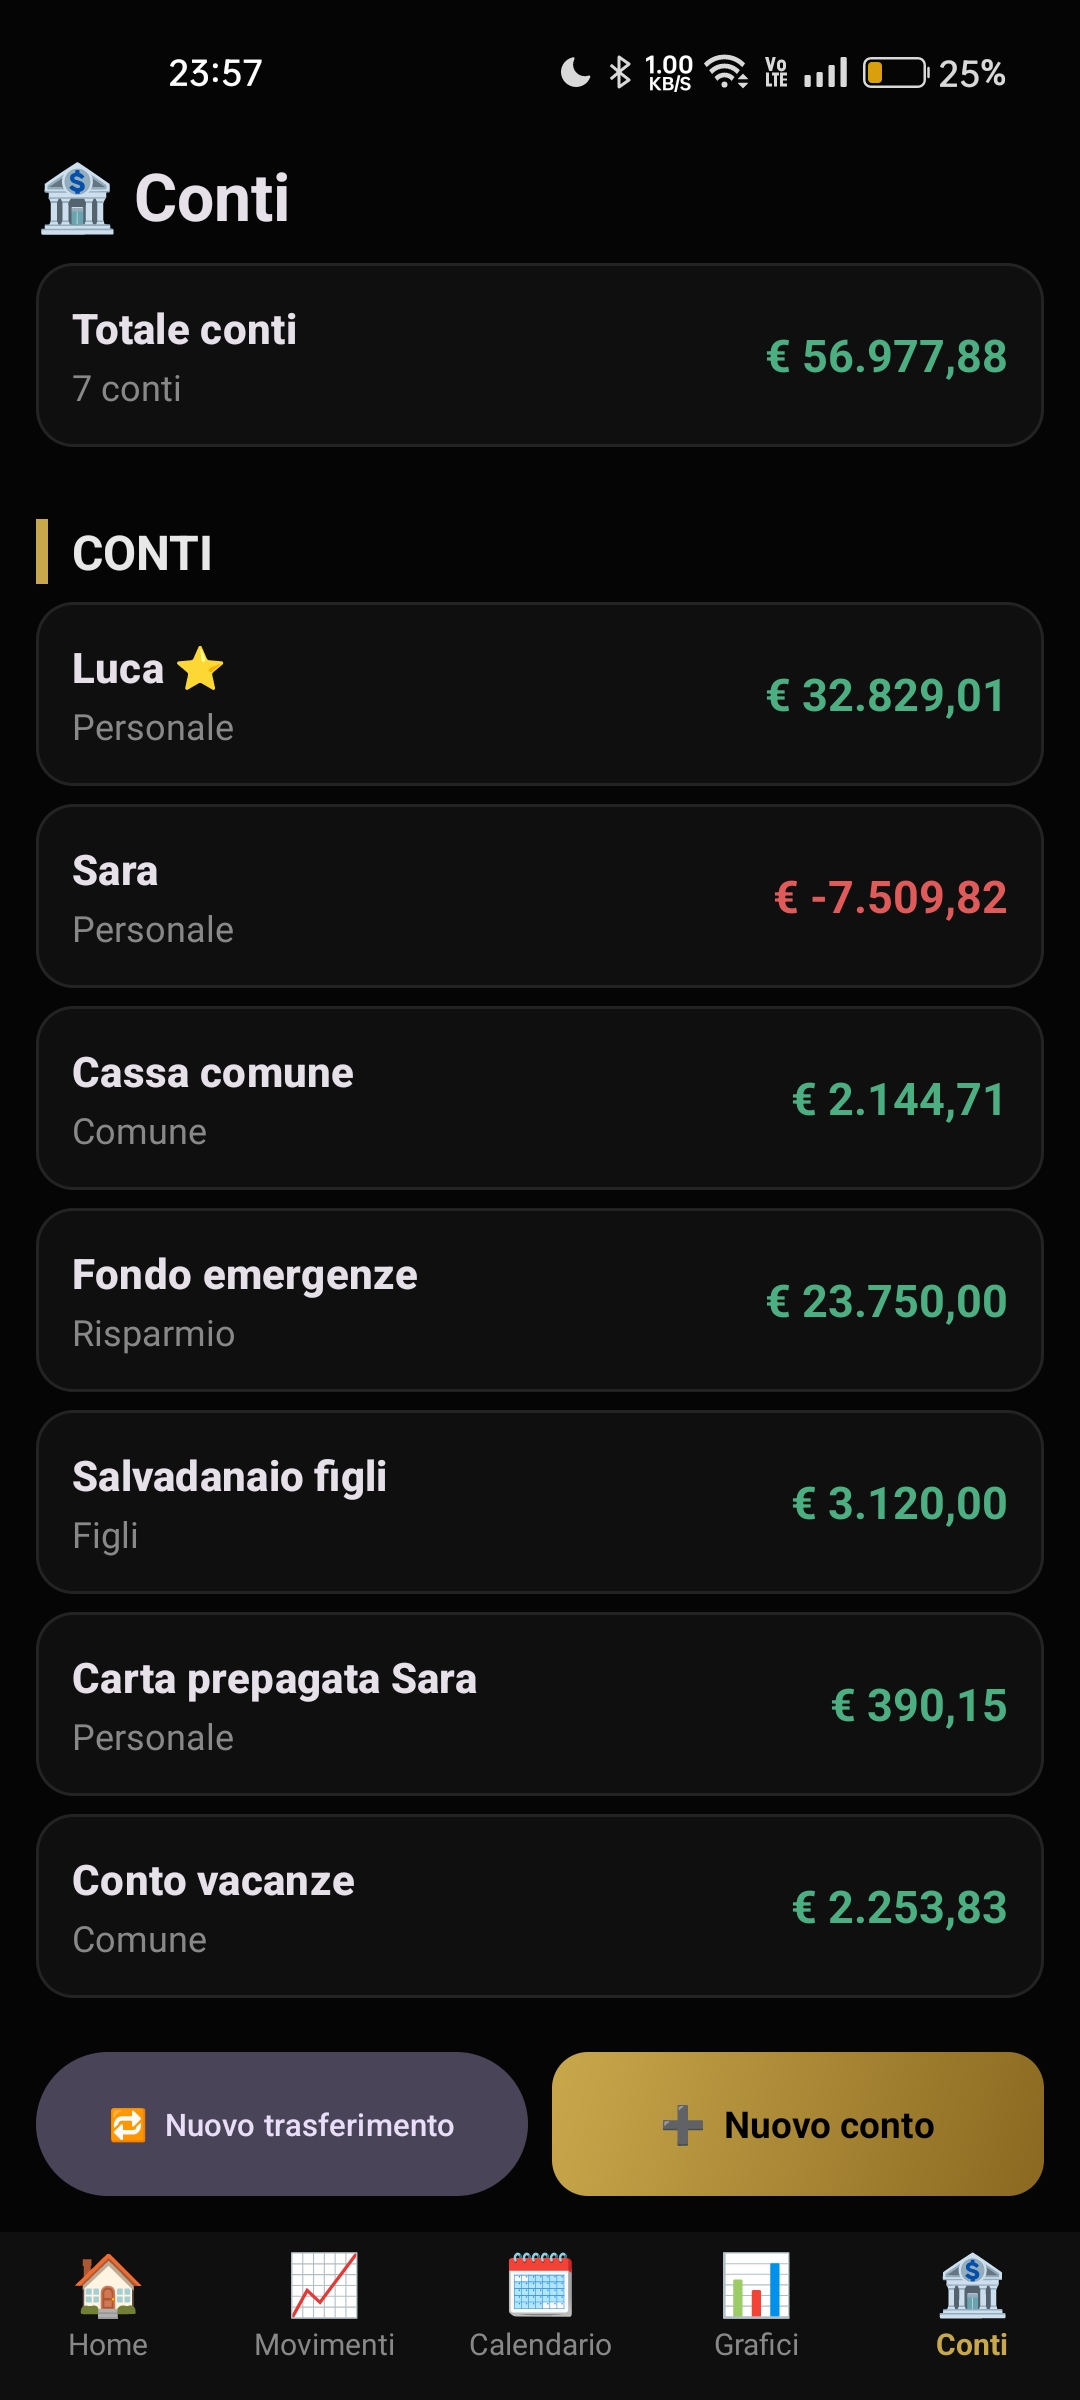 23:57
1.00 KB/S
Vo LTE
25%
Conti
Totale conti
€ 56.977,88
7 conti
CONTI
Luca
€ 32.829,01
Personale
Sara
€ -7.509,82
Personale
Cassa comune
€ 2.144,71
Comune
Fondo emergenze
€ 23.750,00
Risparmio
Salvadanaio figli
€ 3.120,00
Figli
Carta prepagata Sara
€ 390,15
Personale
Conto vacanze
€ 2.253,83
Comune
Nuovo trasferimento
Nuovo conto
Home
Movimenti
Calendario
Grafici
Conti